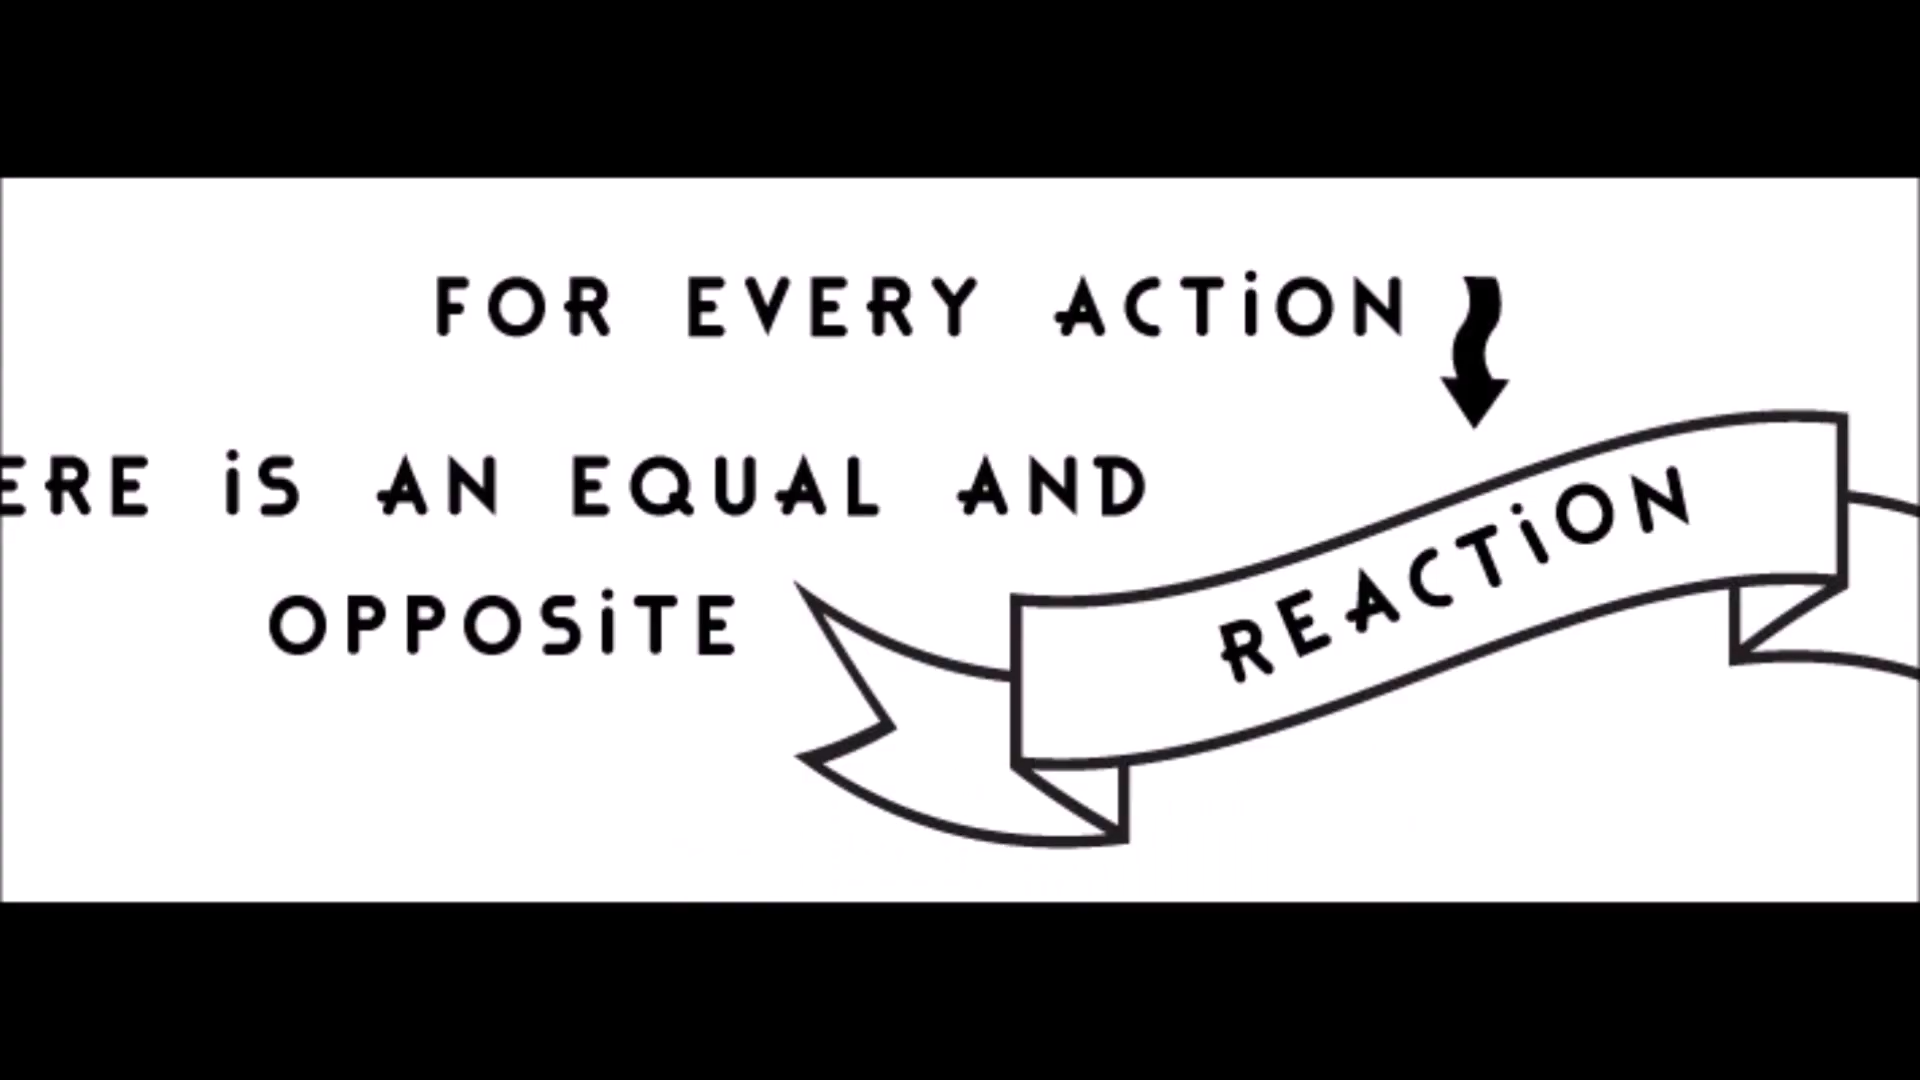 FOR EVERY ACTiON
ERE iS AN EQUAL AND
OPPOSiTE
REACTiON